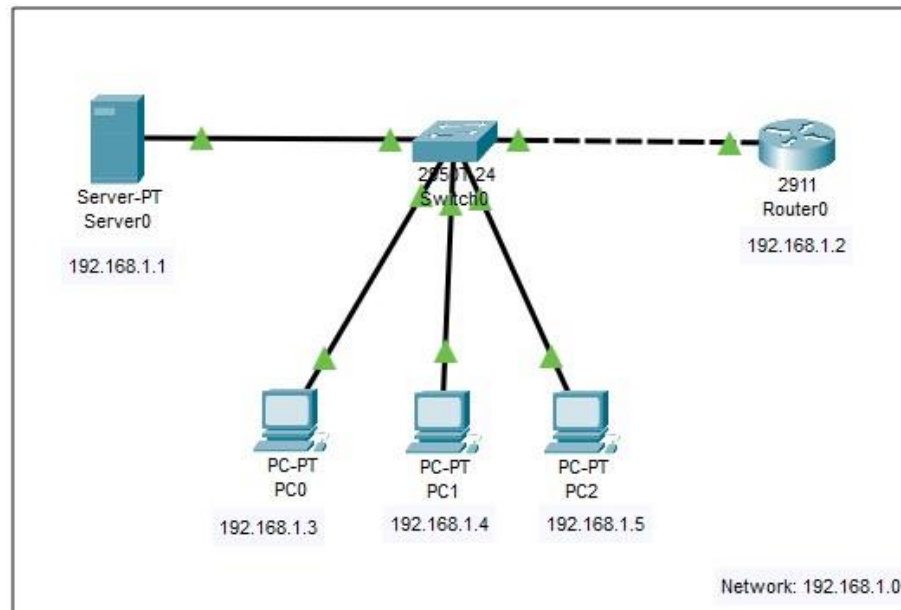 Server-PT
Server0
192.168.1.1
2950T-24
Switch0
2911
Router0
192.168.1.2
PC-PT
PC0
192.168.1.3
PC-PT
PC1
192.168.1.4
PC-PT
PC2
192.168.1.5
Network: 192.168.1.0